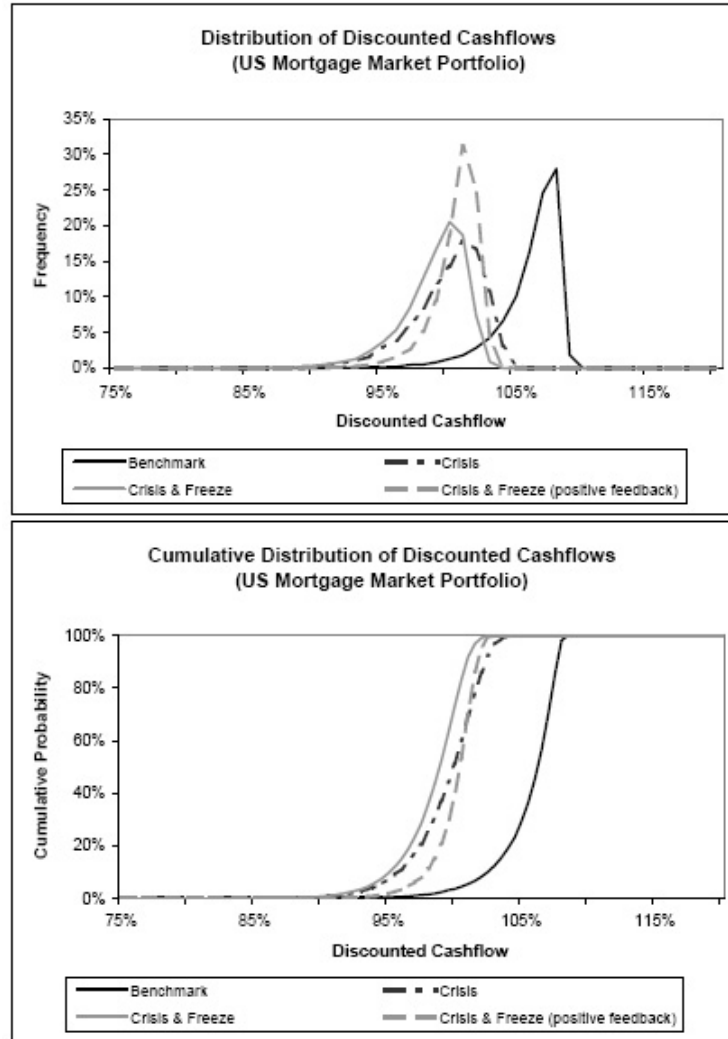 Distribution of Discounted Cashflows
(US Mortgage Market Portfolio)
35%
30%
25%
20%
15%
10%
5%
0%
Frequency
75% 85% 95% 105% 115%
Discounted Cashflow
Benchmark Crisis
Crisis & Freeze Crisis & Freeze (positive feedback)
Cumulative Distribution of Discounted Cashflows
(US Mortgage Market Portfolio)
100%
80%
60%
40%
20%
0%
Cumulative Probability
75% 85% 95% 105% 115%
Discounted Cashflow
Benchmark Crisis
Crisis & Freeze Crisis & Freeze (positive feedback)